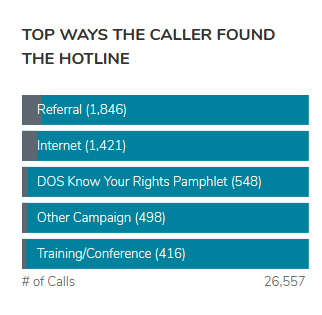 TOP WAYS THE CALLER FOUND
THE HOTLINE
Referral (1,846)
Internet (1,421)
DOS Know Your Rights Pamphlet (548)
Other Campaign (498)
Training/Conference (416)
# of Calls 26,557